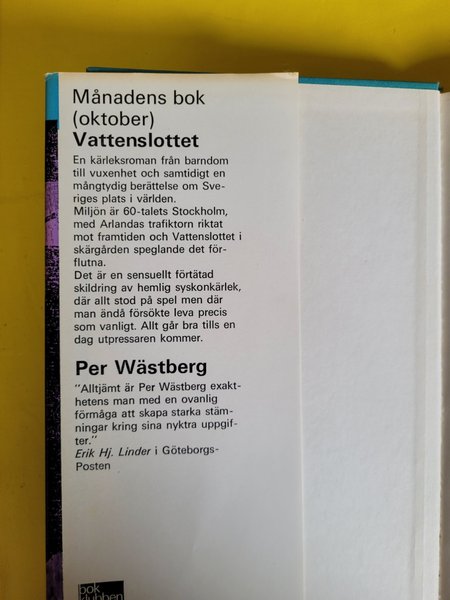 Månadens bok
(oktober)
Vattenslottet
En kärleksroman från barndom
till vuxenhet och samtidigt en
mångtydig berättelse om Sve-
riges plats i världen.
Miljön är 60-talets Stockholm,
med Arlandas trafiktorn riktat
mot framtiden och Vattenslottet i
skärgården speglande det för-
flutna.
Det är en sensuellt förtätad
skildring av hemlig syskonkärlek,
där allt stod på spel men där
man ändå försökte leva precis
som vanligt. Allt går bra tills en
dag utpressaren kommer.
Per Wästberg
"Alltjämt är Per Wästberg exakt-
hetens man med en ovanlig
förmåga att skapa starka stäm-
ningar kring sina nyktra uppgif-
ter."
Erik Hj. Linder i Göteborgs-
Posten
bok
klubben